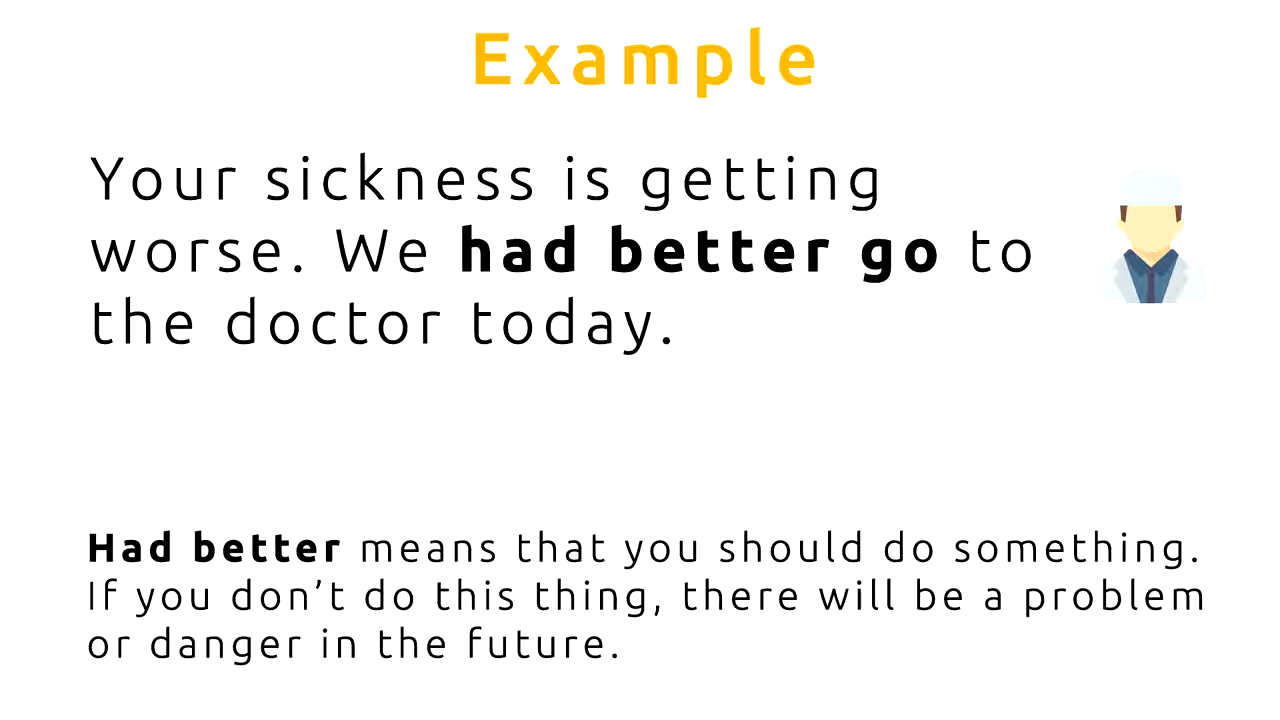 Example
Your sickness is getting
worse. We had better go to
the doctor today.
Had better means that you should do something.
If you don’t do this thing, there will be a problem
or danger in the future.